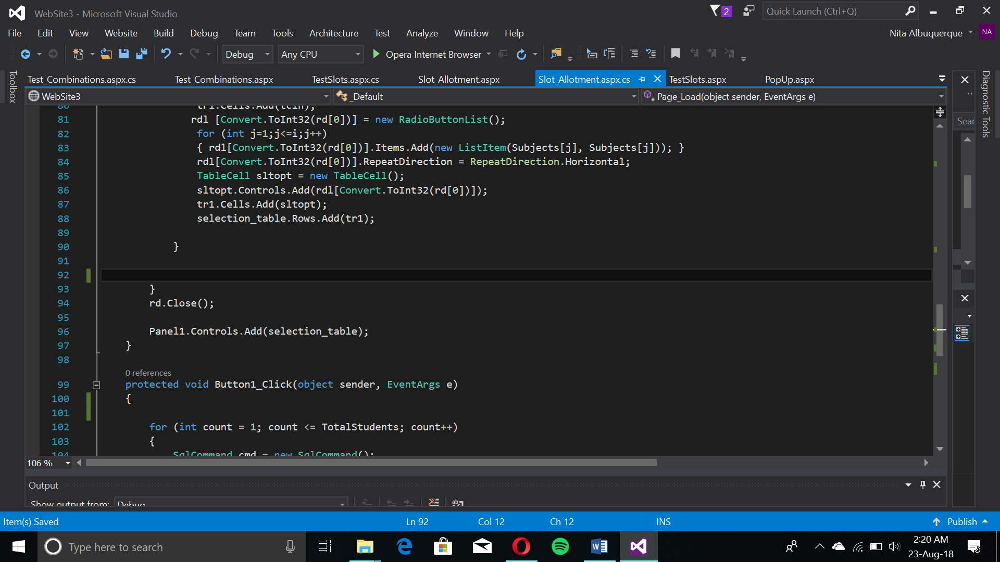 WebSite3 - Microsoft Visual Studio
2
Quick Launch (Ctrl+Q)
File Edit View Website Build Debug Team Tools Architecture Test Analyze Window Help
Nita Albuquerque NA
Debug Any CPU Opera Internet Browser
Toolbox
Test_Combinations.aspx.cs Test_Combinations.aspx TestSlots.aspx.cs Slot_Allotment.aspx Slot_Allotment.aspx.cs TestSlots.aspx PopUp.aspx
Diagnostic Tools
WebSite3 _Default Page_Load(object sender, EventArgs e)
Sear
80 tr1.Cells.Add(tcln);
81 rdl [Convert.ToInt32(rd[0])] = new RadioButtonList();
82 for (int j=1;j<=i;j++)
83 { rdl[Convert.ToInt32(rd[0])].Items.Add(new ListItem(Subjects[j], Subjects[j])); }
84 rdl[Convert.ToInt32(rd[0])].RepeatDirection = RepeatDirection.Horizontal;
85 TableCell sltopt = new TableCell();
86 sltopt.Controls.Add(rdl[Convert.ToInt32(rd[0])]);
87 tr1.Cells.Add(sltopt);
88 selection_table.Rows.Add(tr1);
89
90 }
91
92
93 }
94 rd.Close();
95
96 Panel1.Controls.Add(selection_table);
97 }
98
0 references
99 protected void Button1_Click(object sender, EventArgs e)
100 {
101
102 for (int count = 1; count <= TotalStudents; count++)
103 {
104 SqlCommand cmd = new SqlCommand();
106 %
Output
Show output from: Debug
Item(s) Saved Ln 92 Col 12 Ch 12 INS Publish
Type here to search
2:20 AM
23-Aug-18